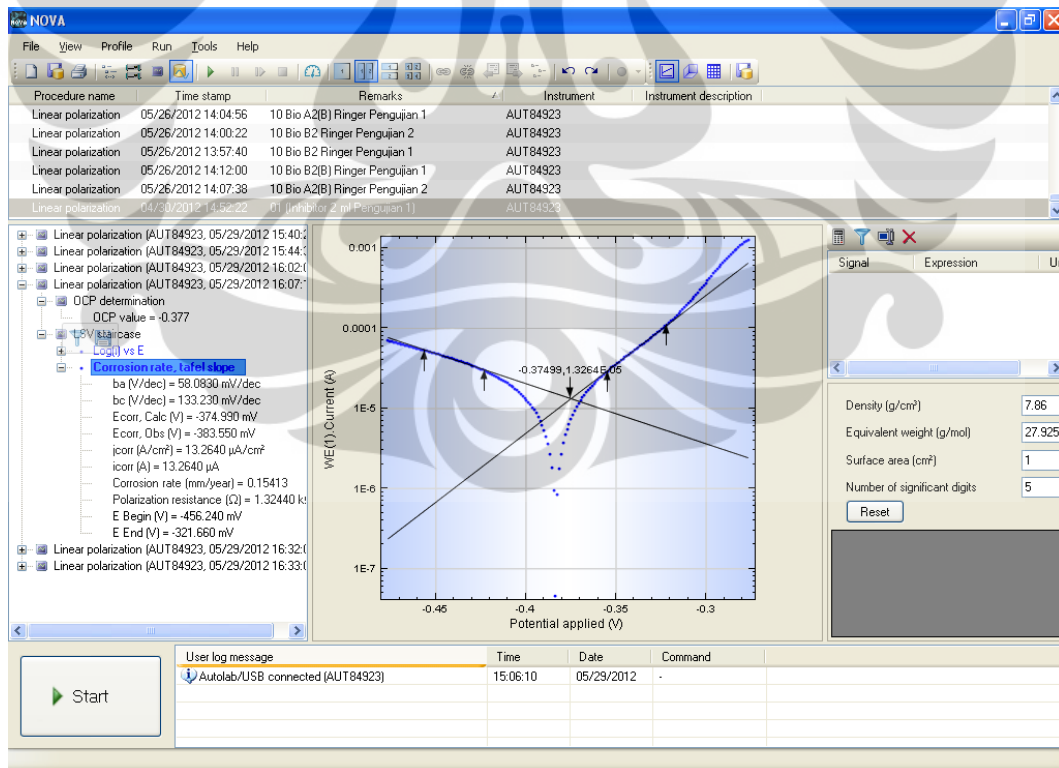 NOVA
File View Profile Run Tools Help
Procedure name Time stamp Remarks Instrument Instrument description
Linear polarization 05/26/2012 14:04:56 10 Bio A2(B) Ringer Pengujian 1 AUT84923
Linear polarization 05/26/2012 14:00:22 10 Bio B2 Ringer Pengujian 2 AUT84923
Linear polarization 05/26/2012 13:57:40 10 Bio B2 Ringer Pengujian 1 AUT84923
Linear polarization 05/26/2012 14:12:00 10 Bio B2(B) Ringer Pengujian 1 AUT84923
Linear polarization 05/26/2012 14:07:38 10 Bio A2(B) Ringer Pengujian 2 AUT84923
Linear polarization 04/30/2012 14:52:22 01 (Inhibitor 2 ml Pengujian 1) AUT84923
Linear polarization (AUT84923, 05/29/2012 15:40:2
Linear polarization (AUT84923, 05/29/2012 15:44:
Linear polarization (AUT84923, 05/29/2012 16:02:0
Linear polarization (AUT84923, 05/29/2012 16:07:
OCP determination
OCP value = -0.377
LSV staircase
Log(i) vs E
Corrosion rate, tafel slope
ba (V/dec) = 58.0830 mV/dec
bc (V/dec) = 133.230 mV/dec
Ecorr, Calc (V) = -374.990 mV
Ecorr, Obs (V) = -383.550 mV
jcorr (A/cm²) = 13.2640 µA/cm²
icorr (A) = 13.2640 µA
Corrosion rate (mm/year) = 0.15413
Polarization resistance (Ω) = 1.32440 k
E Begin (V) = -456.240 mV
E End (V) = -321.660 mV
Linear polarization (AUT84923, 05/29/2012 16:32:0
Linear polarization (AUT84923, 05/29/2012 16:33:0
0.001
0.0001
1E-5
1E-6
1E-7
WE(1).Current (A)
-0.37499,1.3264E-05
-0.45 -0.4 -0.35 -0.3
Potential applied (V)
Signal Expression U
Density (g/cm³) 7.86
Equivalent weight (g/mol) 27.925
Surface area (cm²) 1
Number of significant digits 5
Reset
Start
User log message Time Date Command
Autolab/USB connected (AUT84923) 15:06:10 05/29/2012 -